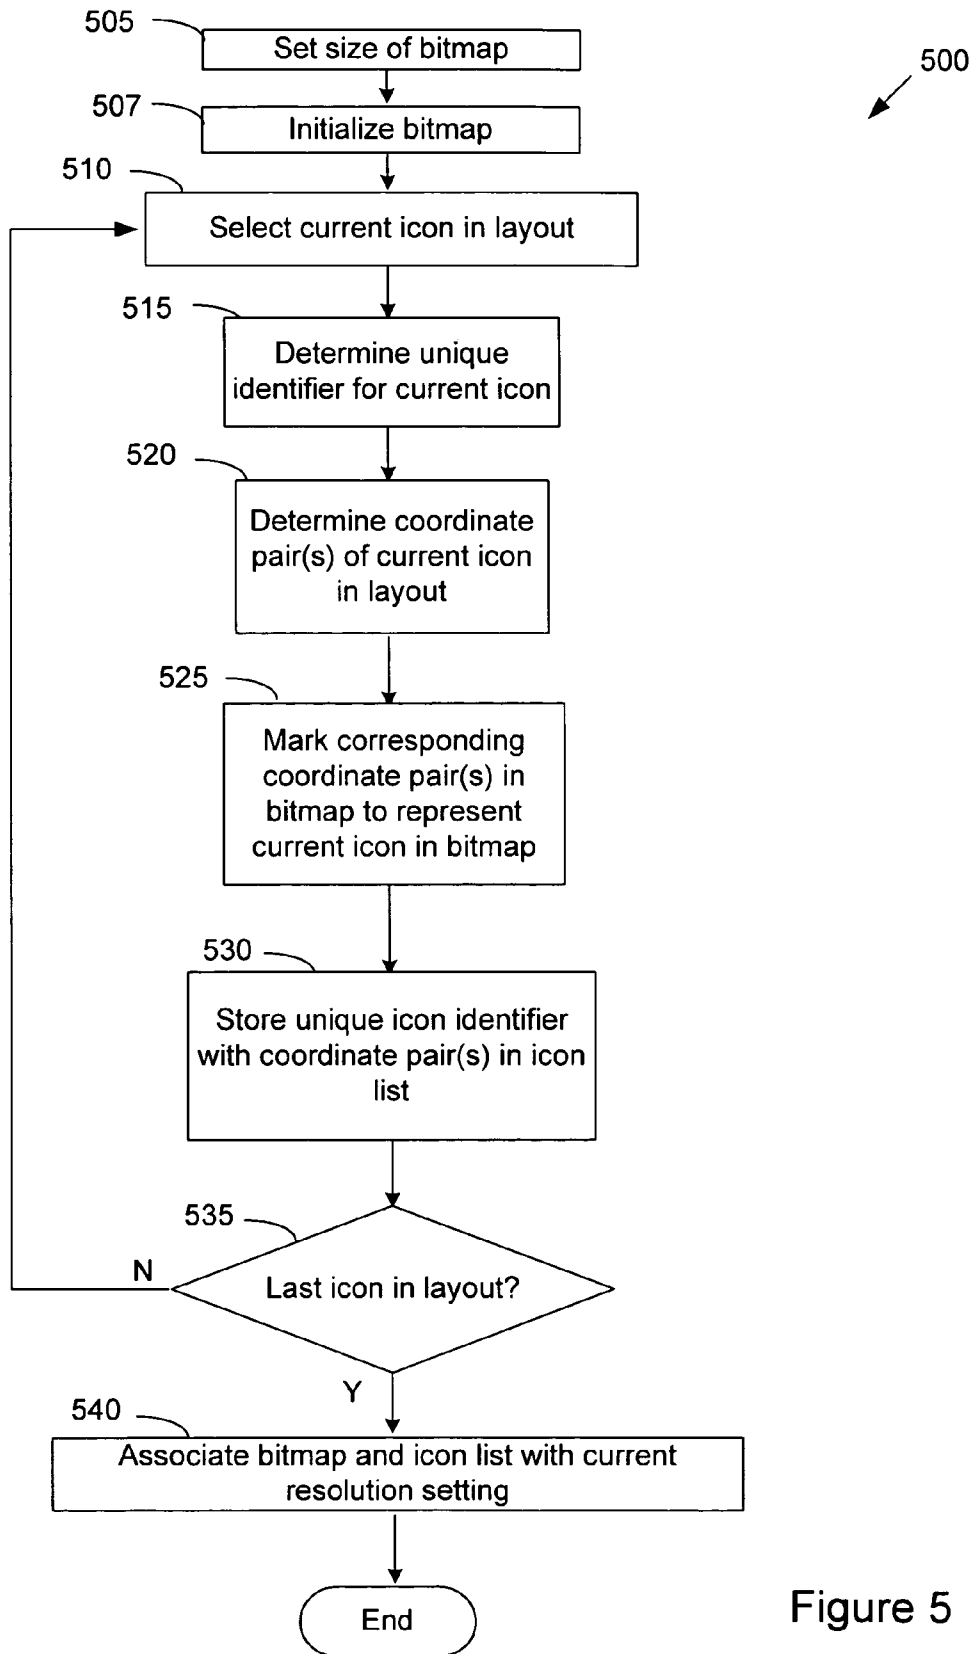 505
Set size of bitmap
500
507
Initialize bitmap
510
Select current icon in layout
515
Determine unique
identifier for current icon
520
Determine coordinate
pair(s) of current icon
in layout
525
Mark corresponding
coordinate pair(s) in
bitmap to represent
current icon in bitmap
530
Store unique icon identifier
with coordinate pair(s) in icon
list
535
N
Last icon in layout?
Y
540
Associate bitmap and icon list with current
resolution setting
End
Figure 5